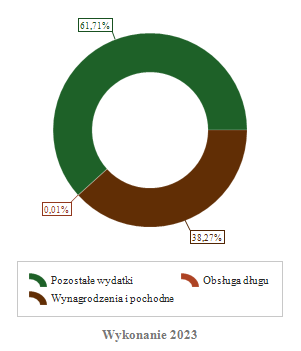 61,71%
0,01%
38,27%
Pozostałe wydatki
Obsługa długu
Wynagrodzenia i pochodne
Wykonanie 2023